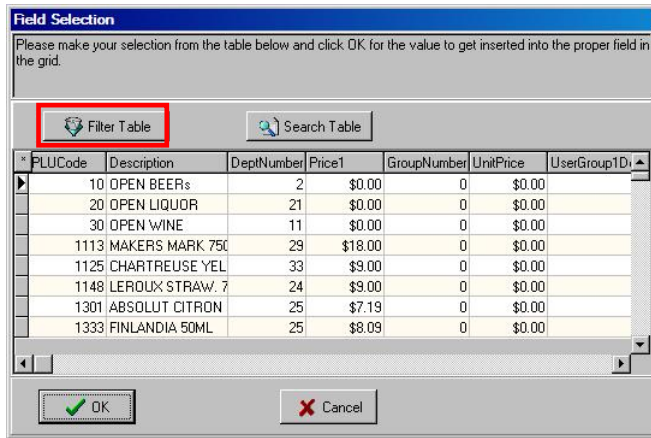 Field Selection
Please make your selection from the table below and click OK for the value to get inserted into the proper field in
the grid.
Filter Table Search Table
* PLUCode Description DeptNumber Price1 GroupNumber UnitPrice UserGroup1De
10 OPEN BEERs 2 $0.00 0 $0.00
20 OPEN LIQUOR 21 $0.00 0 $0.00
30 OPEN WINE 11 $0.00 0 $0.00
1113 MAKERS MARK 750 29 $18.00 0 $0.00
1125 CHARTREUSE YEL 33 $9.00 0 $0.00
1148 LEROUX STRAW. 7 24 $9.00 0 $0.00
1301 ABSOLUT CITRON 25 $7.19 0 $0.00
1333 FINLANDIA 50ML 25 $8.09 0 $0.00
OK Cancel